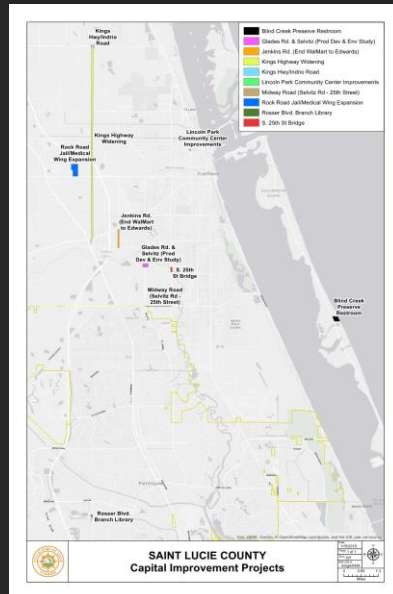 Kings
Hwy/Indrio
Road
Blind Creek Preserve Restroom
Glades Rd. & Selvitz (Prod Dev & Env Study)
Jenkins Rd. (End WalMart to Edwards)
Kings Highway Widening
Kings Hwy/Indrio Road
Lincoln Park Community Center Improvements
Midway Road (Selvitz Rd - 25th Street)
Rock Road Jail/Medical Wing Expansion
Rosser Blvd. Branch Library
S. 25th St Bridge
Kings Highway
Widening
Lincoln Park
Community Center
Improvements
Rock Road
Jail/Medical
Wing Expansion
Jenkins Rd.
(End WalMart
to Edwards)
Glades Rd. &
Selvitz (Prod
Dev & Env Study)
S. 25th
St Bridge
Midway Road
(Selvitz Rd -
25th Street)
Blind Creek
Preserve
Restroom
Rosser Blvd.
Branch Library
SAINT LUCIE COUNTY
Capital Improvement Projects